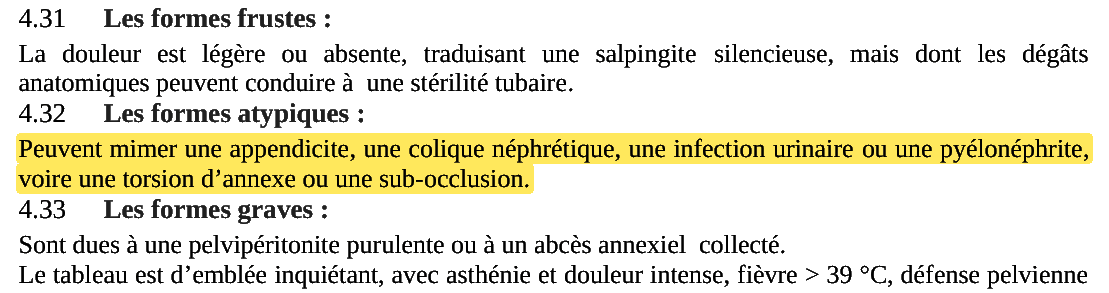 4.31 Les formes frustes :
La douleur est légère ou absente, traduisant une salpingite silencieuse, mais dont les dégâts
anatomiques peuvent conduire à une stérilité tubaire.
4.32 Les formes atypiques :
Peuvent mimer une appendicite, une colique néphrétique, une infection urinaire ou une pyélonéphrite,
voire une torsion d’annexe ou une sub-occlusion.
4.33 Les formes graves :
Sont dues à une pelvipéritonite purulente ou à un abcès annexiel collecté.
Le tableau est d’emblée inquiétant, avec asthénie et douleur intense, fièvre > 39 °C, défense pelvienne